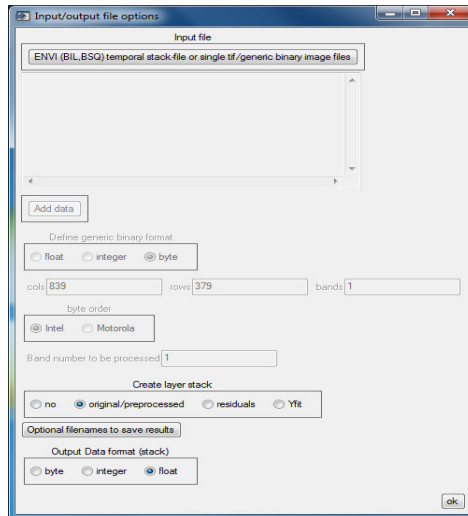 Input/output file options
Input file
ENVI (BIL,BSQ) temporal stack-file or single tif/generic binary image files
Add data
Define generic binary format
float integer byte
cols 839 rows 379 bands 1
byte order
Intel Motorola
Band number to be processed 1
Create layer stack
no original/preprocessed residuals Yfit
Optional filenames to save results
Output Data format (stack)
byte integer float
ok